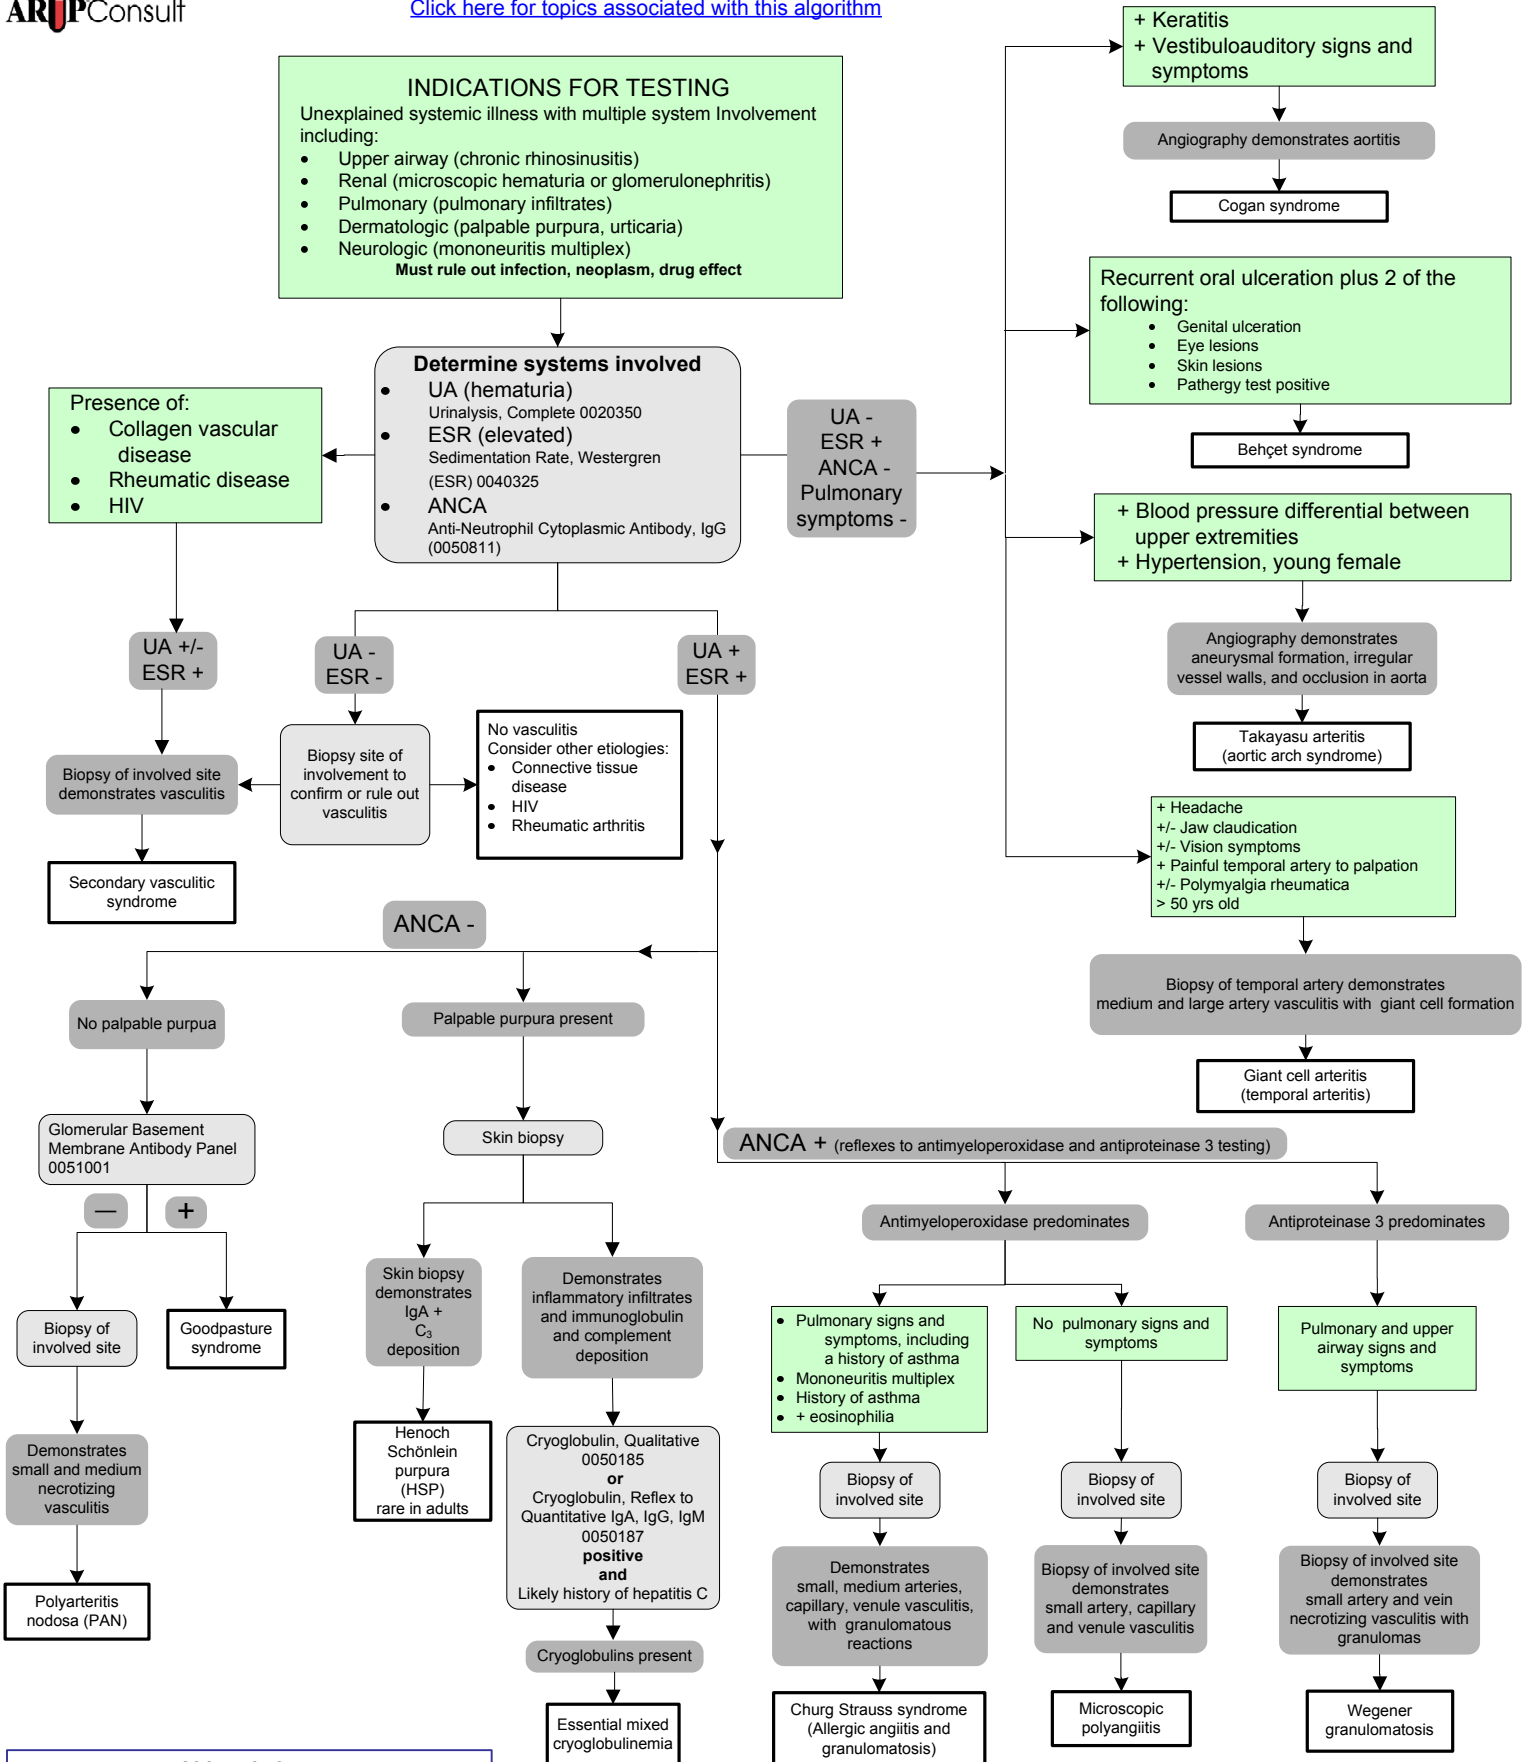 ARUP Consult
Click here for topics associated with this algorithm
INDICATIONS FOR TESTING
Unexplained systemic illness with multiple system Involvement
including:
• Upper airway (chronic rhinosinusitis)
• Renal (microscopic hematuria or glomerulonephritis)
• Pulmonary (pulmonary infiltrates)
• Dermatologic (palpable purpura, urticaria)
• Neurologic (mononeuritis multiplex)
Must rule out infection, neoplasm, drug effect
+ Keratitis
+ Vestibuloauditory signs and
symptoms
Angiography demonstrates aortitis
Cogan syndrome
Recurrent oral ulceration plus 2 of the
following:
• Genital ulceration
• Eye lesions
• Skin lesions
• Pathergy test positive
Behçet syndrome
Determine systems involved
• UA (hematuria)
Urinalysis, Complete 0020350
• ESR (elevated)
Sedimentation Rate, Westergren
(ESR) 0040325
• ANCA
Anti-Neutrophil Cytoplasmic Antibody, IgG
(0050811)
Presence of:
• Collagen vascular
disease
• Rheumatic disease
• HIV
UA -
ESR +
ANCA -
Pulmonary
symptoms -
+ Blood pressure differential between
upper extremities
+ Hypertension, young female
Angiography demonstrates
aneurysmal formation, irregular
vessel walls, and occlusion in aorta
Takayasu arteritis
(aortic arch syndrome)
UA +/-
ESR +
UA -
ESR -
UA +
ESR +
Biopsy of involved site
demonstrates vasculitis
Biopsy site of
involvement to
confirm or rule out
vasculitis
No vasculitis
Consider other etiologies:
• Connective tissue
disease
• HIV
• Rheumatic arthritis
Secondary vasculitic
syndrome
+ Headache
+/- Jaw claudication
+/- Vision symptoms
+ Painful temporal artery to palpation
+/- Polymyalgia rheumatica
> 50 yrs old
Biopsy of temporal artery demonstrates
medium and large artery vasculitis with giant cell formation
Giant cell arteritis
(temporal arteritis)
ANCA -
No palpable purpua
Palpable purpura present
Glomerular Basement
Membrane Antibody Panel
0051001
Skin biopsy
ANCA + (reflexes to antimyeloperoxidase and antiproteinase 3 testing)
—
+
Antimyeloperoxidase predominates
Antiproteinase 3 predominates
Biopsy of
involved site
Goodpasture
syndrome
Skin biopsy
demonstrates
IgA +
C3
deposition
Demonstrates
inflammatory infiltrates
and immunoglobulin
and complement
deposition
• Pulmonary signs and
symptoms, including
a history of asthma
• Mononeuritis multiplex
• History of asthma
• + eosinophilia
No pulmonary signs and
symptoms
Pulmonary and upper
airway signs and
symptoms
Demonstrates
small and medium
necrotizing
vasculitis
Henoch
Schönlein
purpura
(HSP)
rare in adults
Cryoglobulin, Qualitative
0050185
or
Cryoglobulin, Reflex to
Quantitative IgA, IgG, IgM
0050187
positive
and
Likely history of hepatitis C
Biopsy of
involved site
Biopsy of
involved site
Biopsy of
involved site
Polyarteritis
nodosa (PAN)
Demonstrates
small, medium arteries,
capillary, venule vasculitis,
with granulomatous
reactions
Biopsy of involved site
demonstrates
small artery, capillary
and venule vasculitis
Biopsy of involved site
demonstrates
small artery and vein
necrotizing vasculitis with
granulomas
Cryoglobulins present
Essential mixed
cryoglobulinemia
Churg Strauss syndrome
(Allergic angiitis and
granulomatosis)
Microscopic
polyangiitis
Wegener
granulomatosis